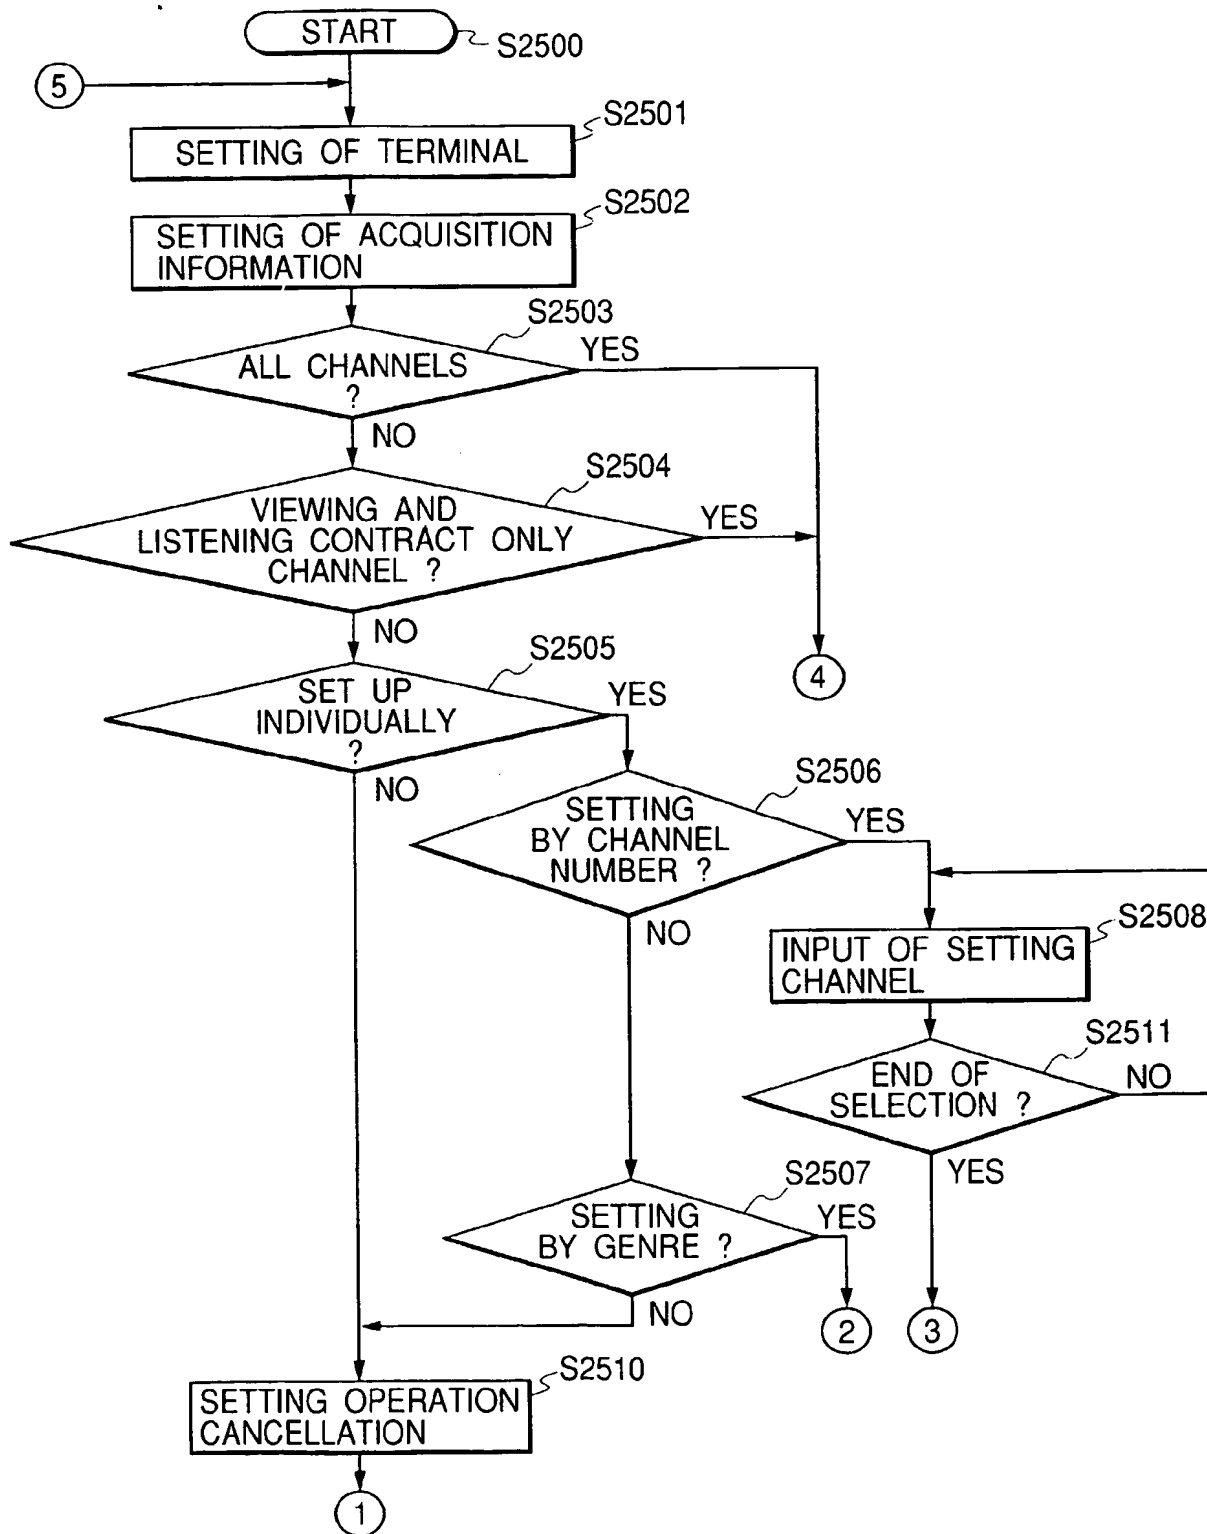 START
S2500
5
S2501
SETTING OF TERMINAL
S2502
SETTING OF ACQUISITION
INFORMATION
S2503
ALL CHANNELS
?
YES
NO
S2504
VIEWING AND
LISTENING CONTRACT ONLY
CHANNEL ?
YES
NO
4
S2505
SET UP
INDIVIDUALLY
?
YES
NO
S2506
SETTING
BY CHANNEL
NUMBER ?
YES
NO
S2508
INPUT OF SETTING
CHANNEL
S2511
END OF
SELECTION ?
NO
YES
S2507
SETTING
BY GENRE ?
YES
NO
2
3
S2510
SETTING OPERATION
CANCELLATION
1